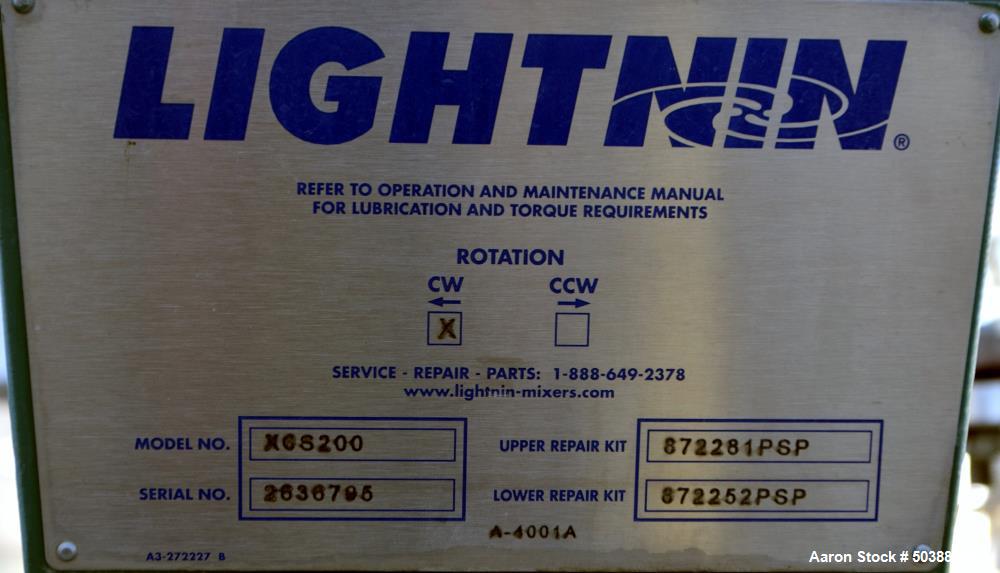 LIGHTNIN®
REFER TO OPERATION AND MAINTENANCE MANUAL
FOR LUBRICATION AND TORQUE REQUIREMENTS
ROTATION
CW CCW
X
SERVICE - REPAIR - PARTS: 1-888-649-2378
www.lightnin-mixers.com
MODEL NO. UPPER REPAIR KIT 872281PSP
SERIAL NO. 2636795 LOWER REPAIR KIT 872252PSP
A-4001A
A3-272227 B
Aaron Stock #